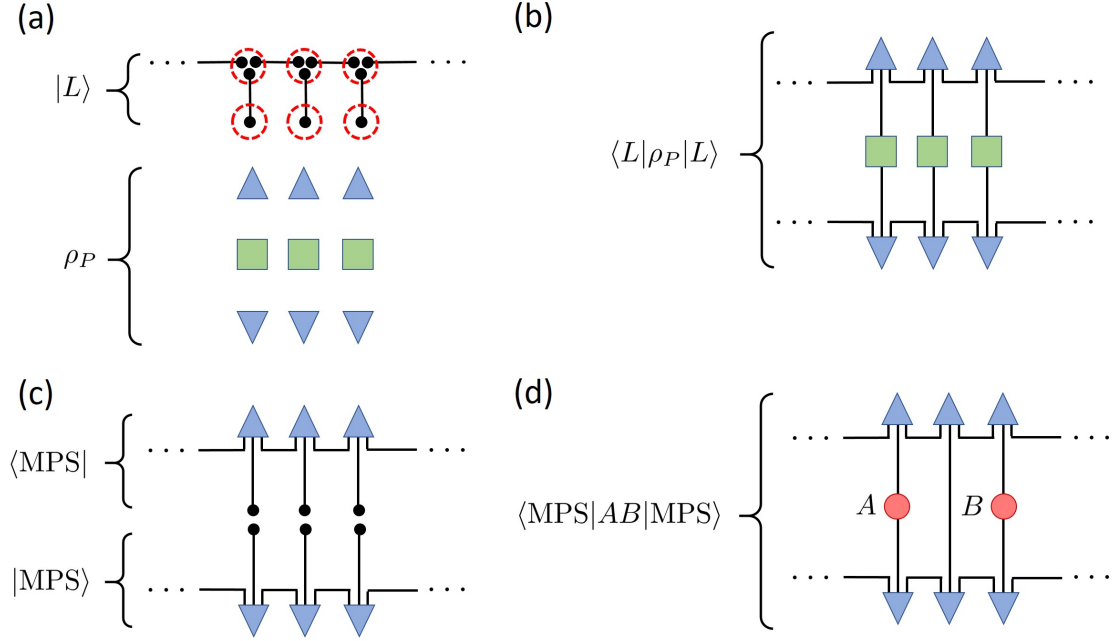 (a)
|L⟩
ρ_P
(b)
⟨L|ρ_P|L⟩
(c)
⟨MPS|
|MPS⟩
(d)
⟨MPS|AB|MPS⟩
A
B